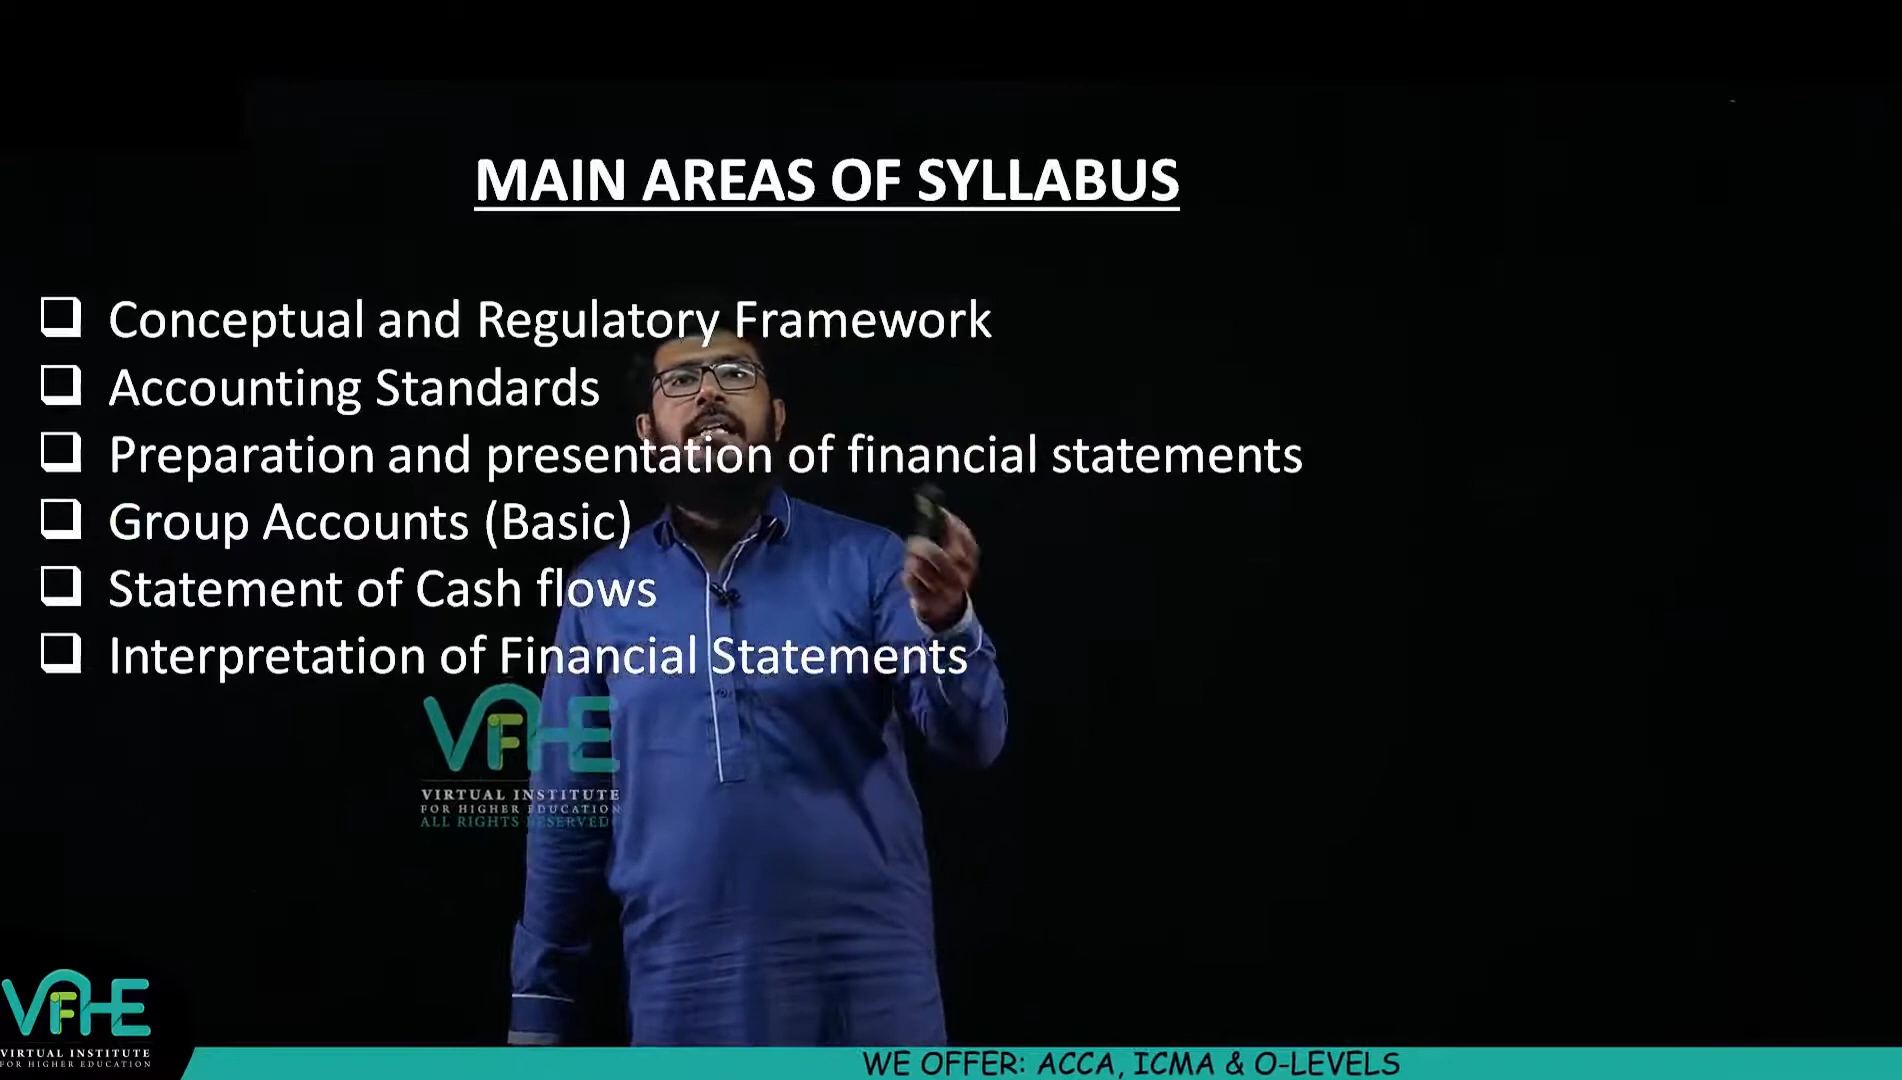 MAIN AREAS OF SYLLABUS
Conceptual and Regulatory Framework
Accounting Standards
Preparation and presentation of financial statements
Group Accounts (Basic)
Statement of Cash flows
Interpretation of Financial Statements
ViFHE
VIRTUAL INSTITUTE
FOR HIGHER EDUCATION
ALL RIGHTS RESERVED
ViFHE
VIRTUAL INSTITUTE
FOR HIGHER EDUCATION
WE OFFER: ACCA, ICMA & O-LEVELS